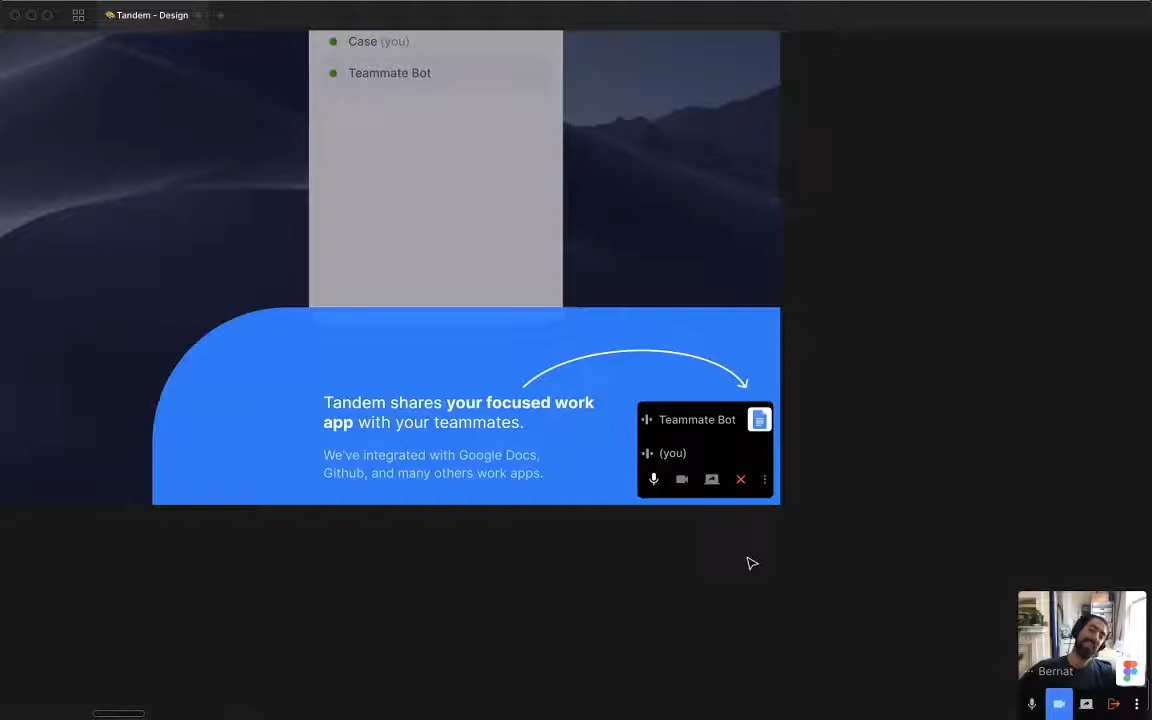 Tandem - Design
Case (you)
Teammate Bot
Tandem shares your focused work
app with your teammates.
We've integrated with Google Docs,
Github, and many others work apps.
Teammate Bot
(you)
Bernat